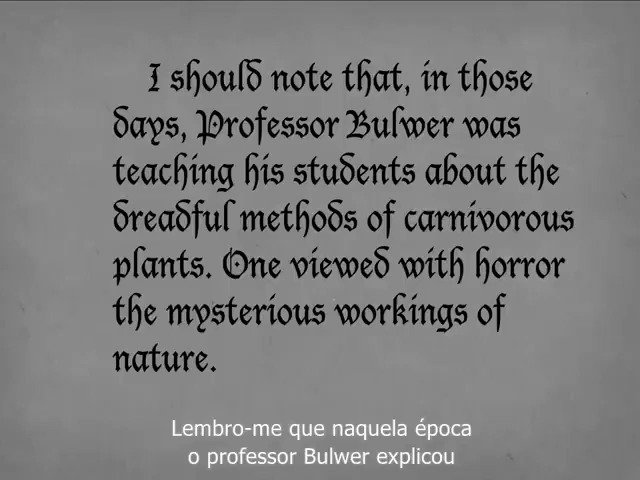 I should note that, in those
days, Professor Bulwer was
teaching his students about the
dreadful methods of carnivorous
plants. One viewed with horror
the mysterious workings of
nature.
Lembro-me que naquela época
o professor Bulwer explicou